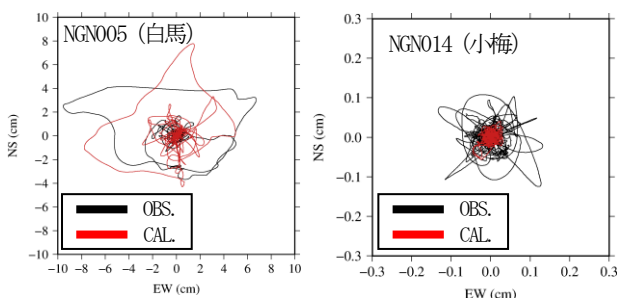 NGN005 (白馬)
NS (cm)
10
8
6
4
2
0
−2
−4
−6
−8
−10
OBS.
CAL.
−10 −8 −6 −4 −2 0 2 4 6 8 10
EW (cm)
NGN014 (小梅)
NS (cm)
0.3
0.2
0.1
0.0
−0.1
−0.2
−0.3
OBS.
CAL.
−0.3 −0.2 −0.1 0.0 0.1 0.2 0.3
EW (cm)